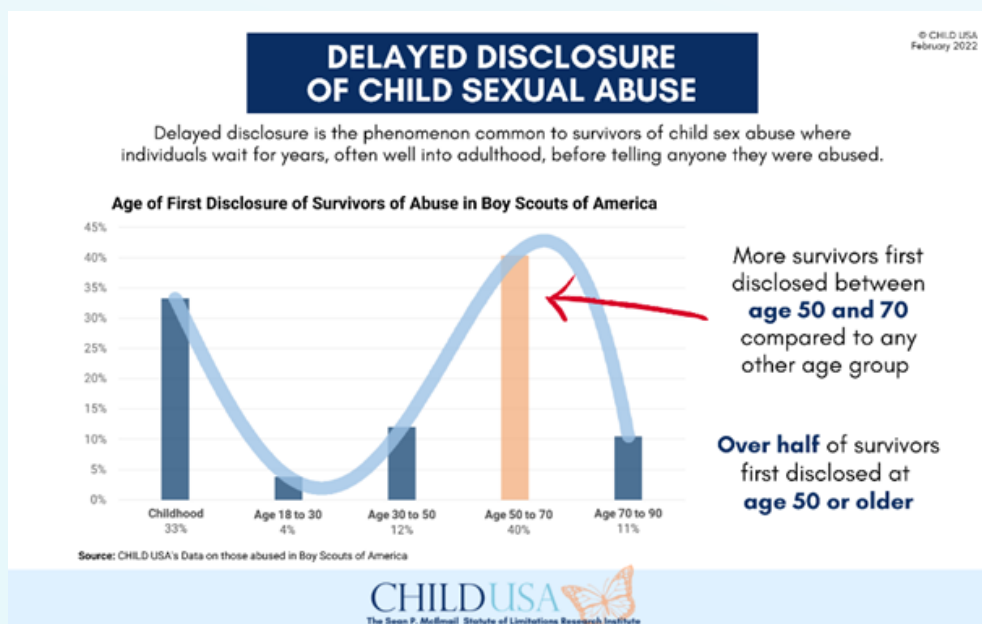 © CHILD USA
February 2022
DELAYED DISCLOSURE
OF CHILD SEXUAL ABUSE
Delayed disclosure is the phenomenon common to survivors of child sex abuse where
individuals wait for years, often well into adulthood, before telling anyone they were abused.
Age of First Disclosure of Survivors of Abuse in Boy Scouts of America
45%
40%
35%
30%
25%
20%
15%
10%
5%
0%
Childhood
33%
Age 18 to 30
4%
Age 30 to 50
12%
Age 50 to 70
40%
Age 70 to 90
11%
More survivors first
disclosed between
age 50 and 70
compared to any
other age group
Over half of survivors
first disclosed at
age 50 or older
Source: CHILD USA's Data on those abused in Boy Scouts of America
CHILD USA
The Sean P. McIlmail Statute of Limitations Research Institute